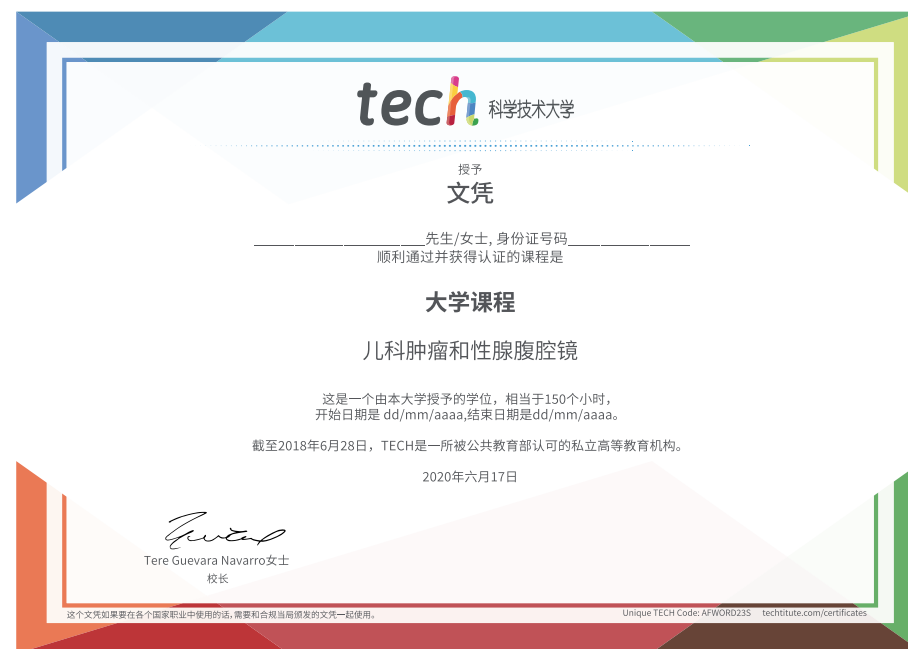 tech 科学技术大学
授予
文凭
先生/女士, 身份证号码
顺利通过并获得认证的课程是
大学课程
儿科肿瘤和性腺腹腔镜
这是一个由本大学授予的学位，相当于150个小时，
开始日期是 dd/mm/aaaa,结束日期是dd/mm/aaaa。
截至2018年6月28日，TECH是一所被公共教育部认可的私立高等教育机构。
2020年六月17日
Tere Guevara Navarro女士
校长
这个文凭如果要在各个国家职业中使用的话,需要和合规当局颁发的文凭一起使用。
Unique TECH Code: AFWORD23S techtitute.com/certificates